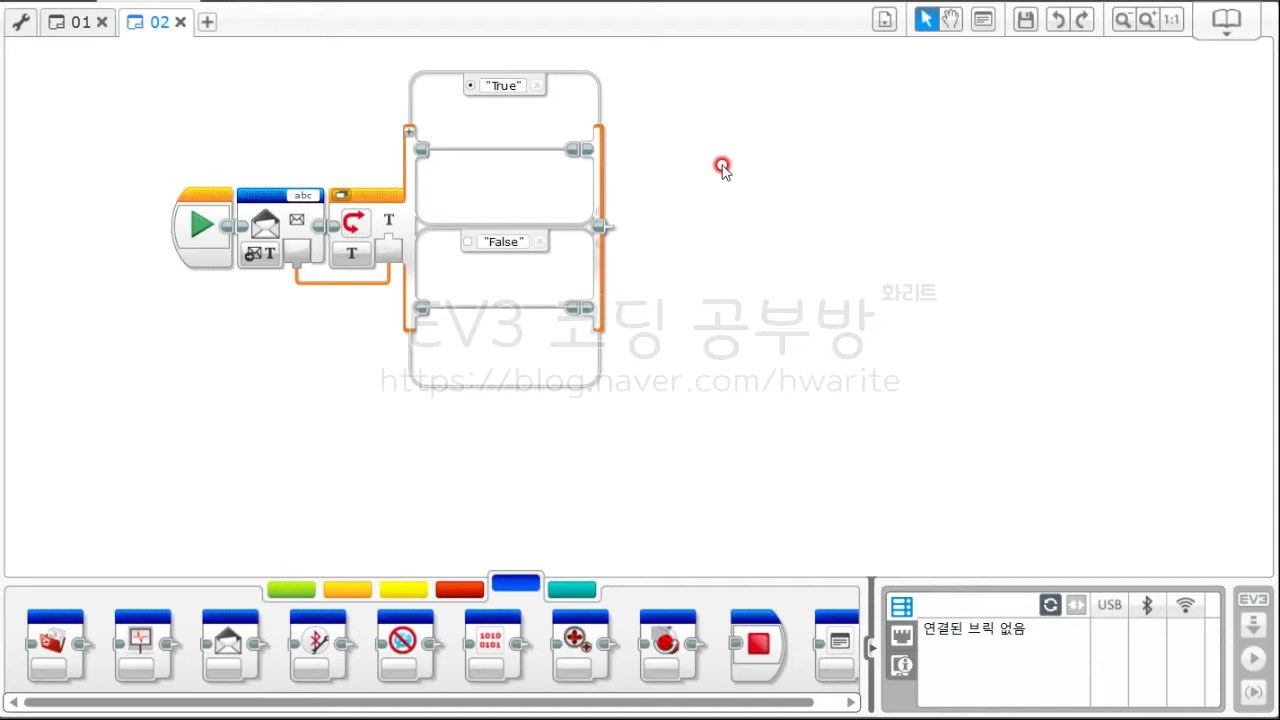 01
02
1:1
"True"
abc
T
T
T
"False"
EV3 코딩 공부방 화리트
https://blog.naver.com/hwarite
1010
0101
USB
EV3
연결된 브릭 없음